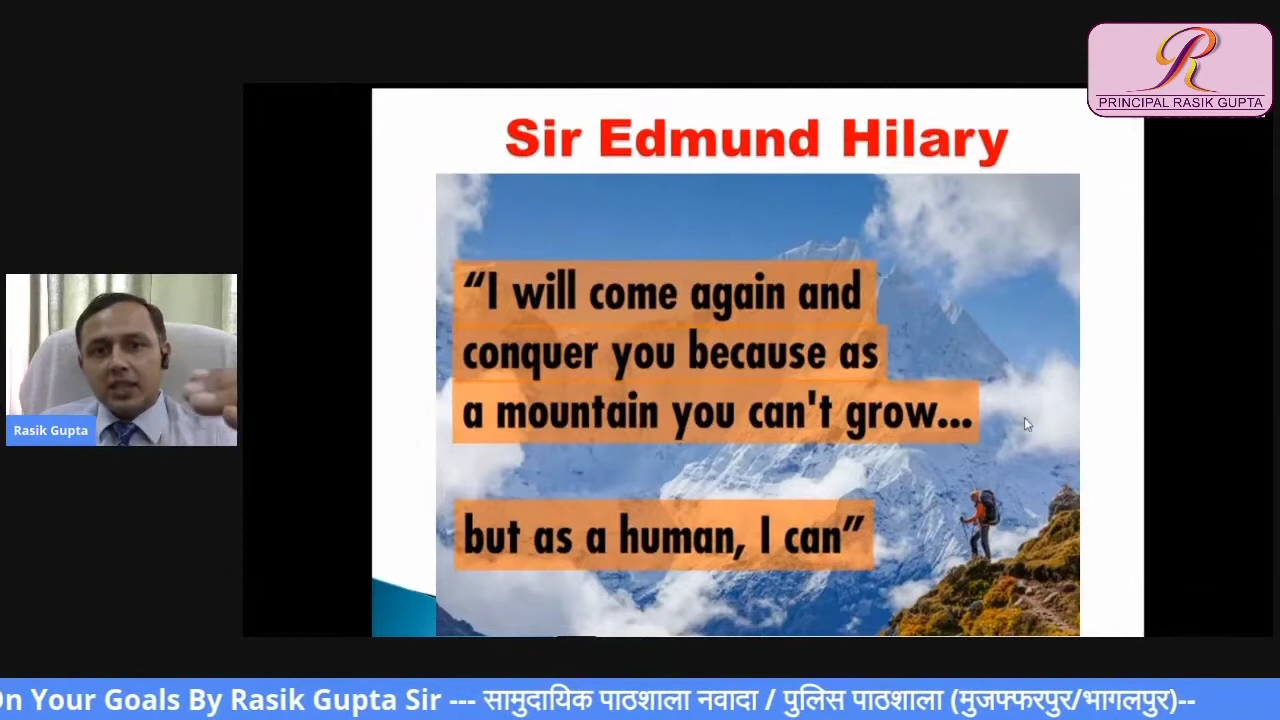 PRINCIPAL RASIK GUPTA
Sir Edmund Hilary
“I will come again and
conquer you because as
a mountain you can't grow...
but as a human, I can”
Rasik Gupta
On Your Goals By Rasik Gupta Sir --- सामुदायिक पाठशाला नवादा / पुलिस पाठशाला (मुजफ्फरपुर/भागलपुर)--